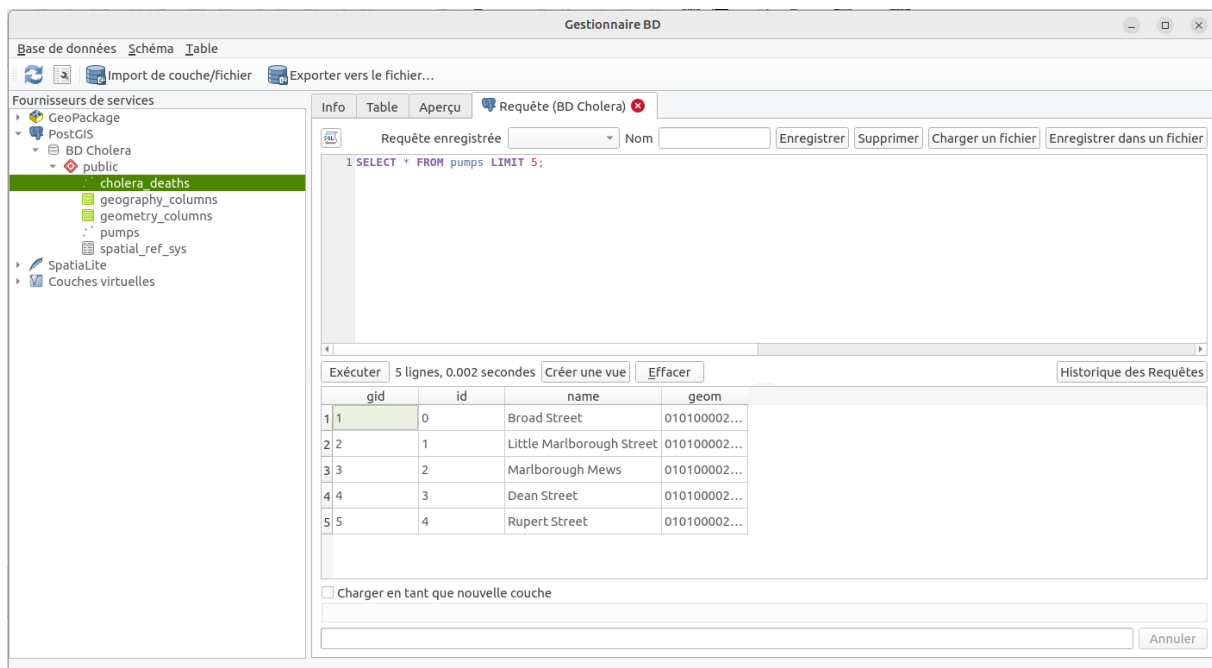 Gestionnaire BD
Base de données Schéma Table
Import de couche/fichier Exporter vers le fichier...
Fournisseurs de services
GeoPackage
PostGIS
BD Cholera
public
cholera_deaths
geography_columns
geometry_columns
pumps
spatial_ref_sys
SpatiaLite
Couches virtuelles
Info Table Aperçu Requête (BD Cholera)
Requête enregistrée Nom Enregistrer Supprimer Charger un fichier Enregistrer dans un fichier
1 SELECT * FROM pumps LIMIT 5;
Exécuter 5 lignes, 0.002 secondes Créer une vue Effacer Historique des Requêtes
gid id name geom
1 1 0 Broad Street 010100002...
2 2 1 Little Marlborough Street 010100002...
3 3 2 Marlborough Mews 010100002...
4 4 3 Dean Street 010100002...
5 5 4 Rupert Street 010100002...
Charger en tant que nouvelle couche
Annuler